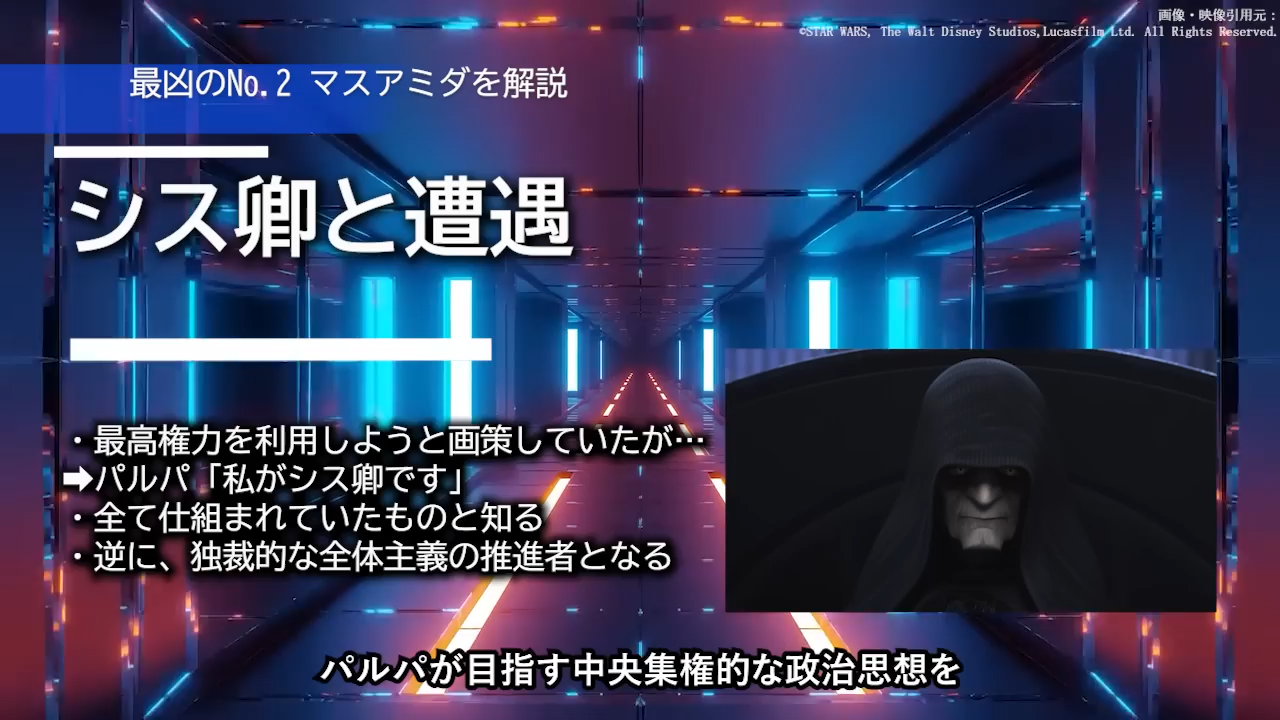 画像・映像引用元：
©STAR WARS, The Walt Disney Studios,Lucasfilm Ltd. All Rights Reserved.
最凶のNo.2 マスアミダを解説
シス卿と遭遇
・最高権力を利用しようと画策していたが…
➡パルパ「私がシス卿です」
・全て仕組まれていたものと知る
・逆に、独裁的な全体主義の推進者となる
パルパが目指す中央集権的な政治思想を